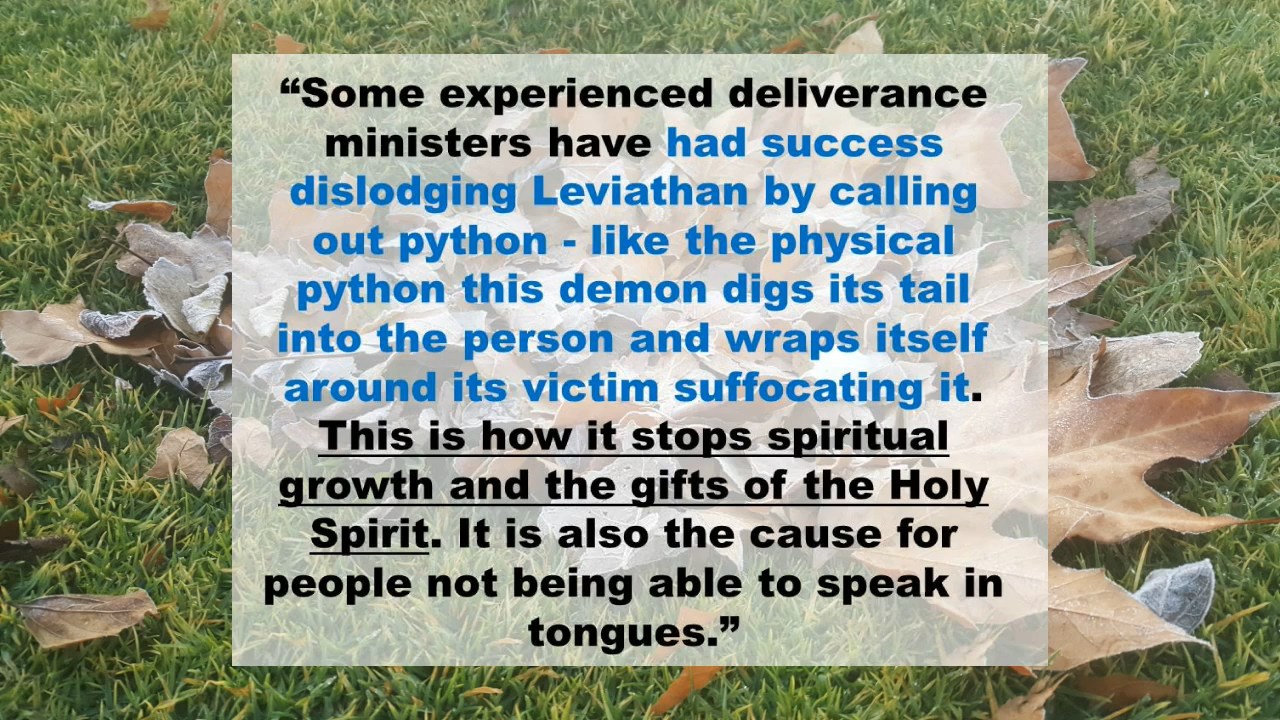 “Some experienced deliverance
ministers have had success
dislodging Leviathan by calling
out python - like the physical
python this demon digs its tail
into the person and wraps itself
around its victim suffocating it.
This is how it stops spiritual
growth and the gifts of the Holy
Spirit. It is also the cause for
people not being able to speak in
tongues.”